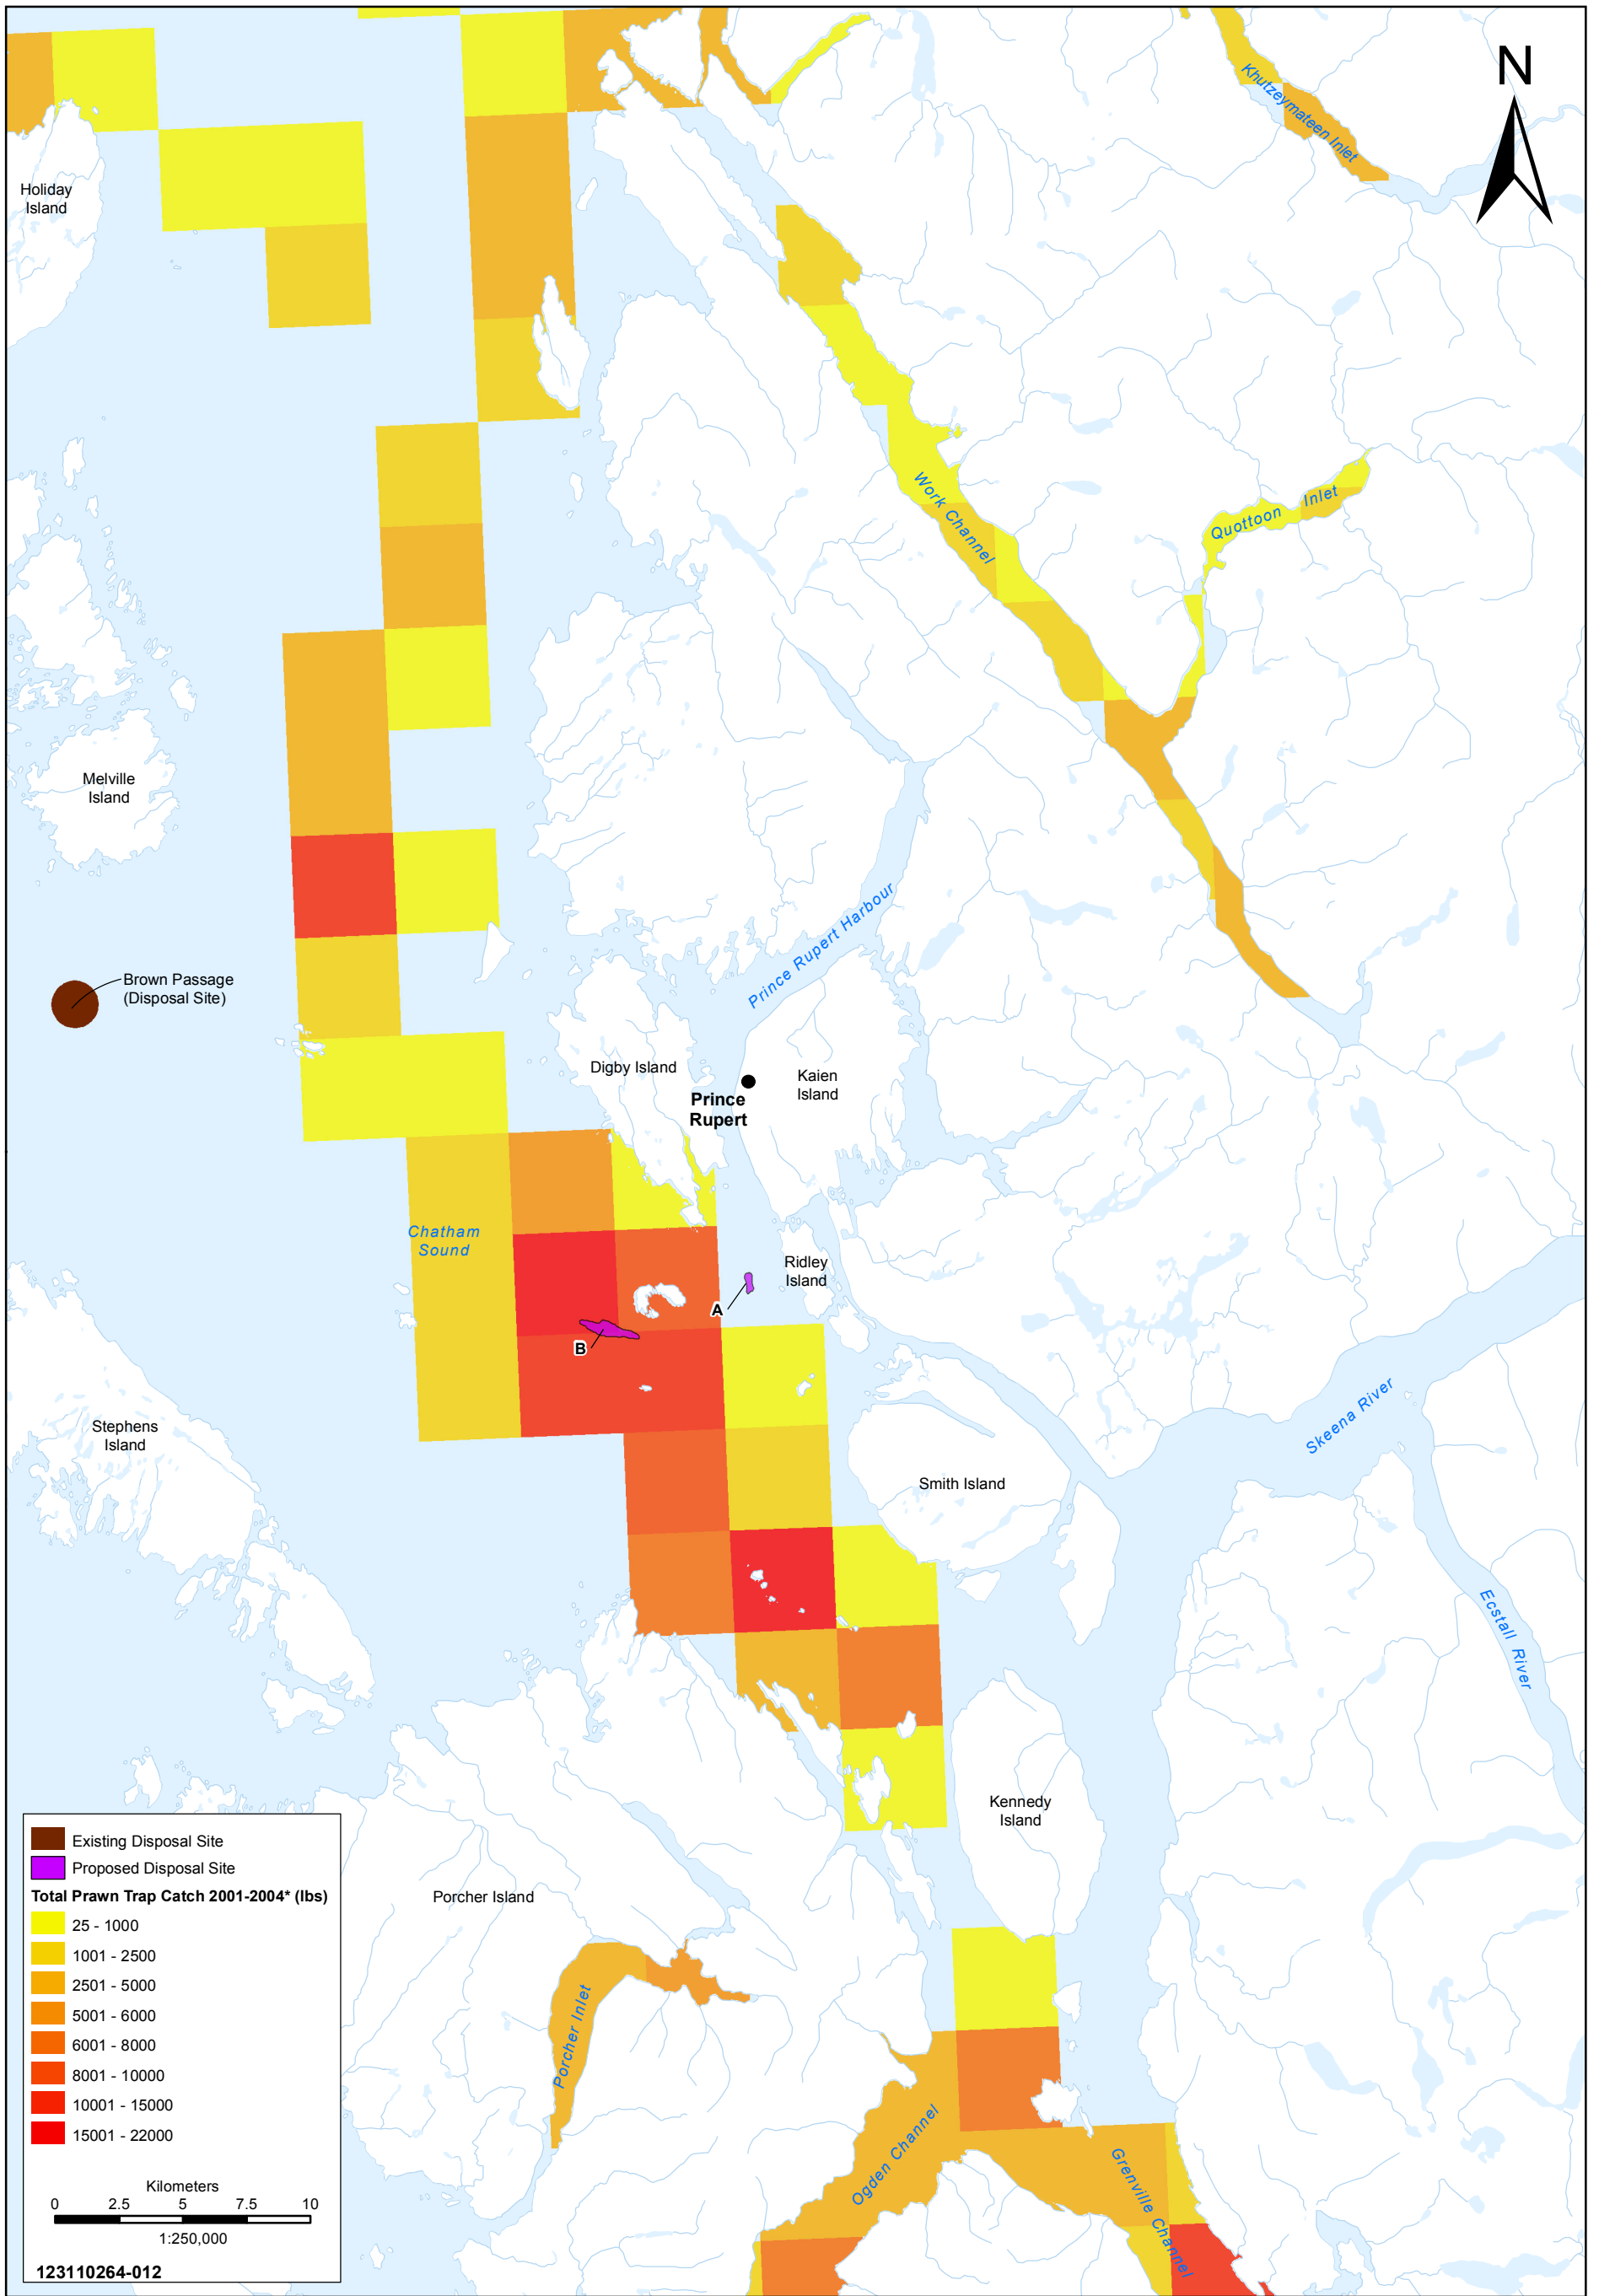 N
Khutzeymateen Inlet
Holiday
Island
Work Channel
Quottoon Inlet
Melville
Island
Prince Rupert Harbour
Brown Passage
(Disposal Site)
Digby Island
Kaien
Island
Prince
Rupert
Chatham
Sound
Ridley
Island
A
B
Stephens
Island
Skeena River
Smith Island
Ecstall River
Kennedy
Island
Porcher Island
Porcher Inlet
Ogden Channel
Grenville Channel
Existing Disposal Site
Proposed Disposal Site
Total Prawn Trap Catch 2001-2004* (lbs)
25 - 1000
1001 - 2500
2501 - 5000
5001 - 6000
6001 - 8000
8001 - 10000
10001 - 15000
15001 - 22000
Kilometers
0 2.5 5 7.5 10
1:250,000
123110264-012